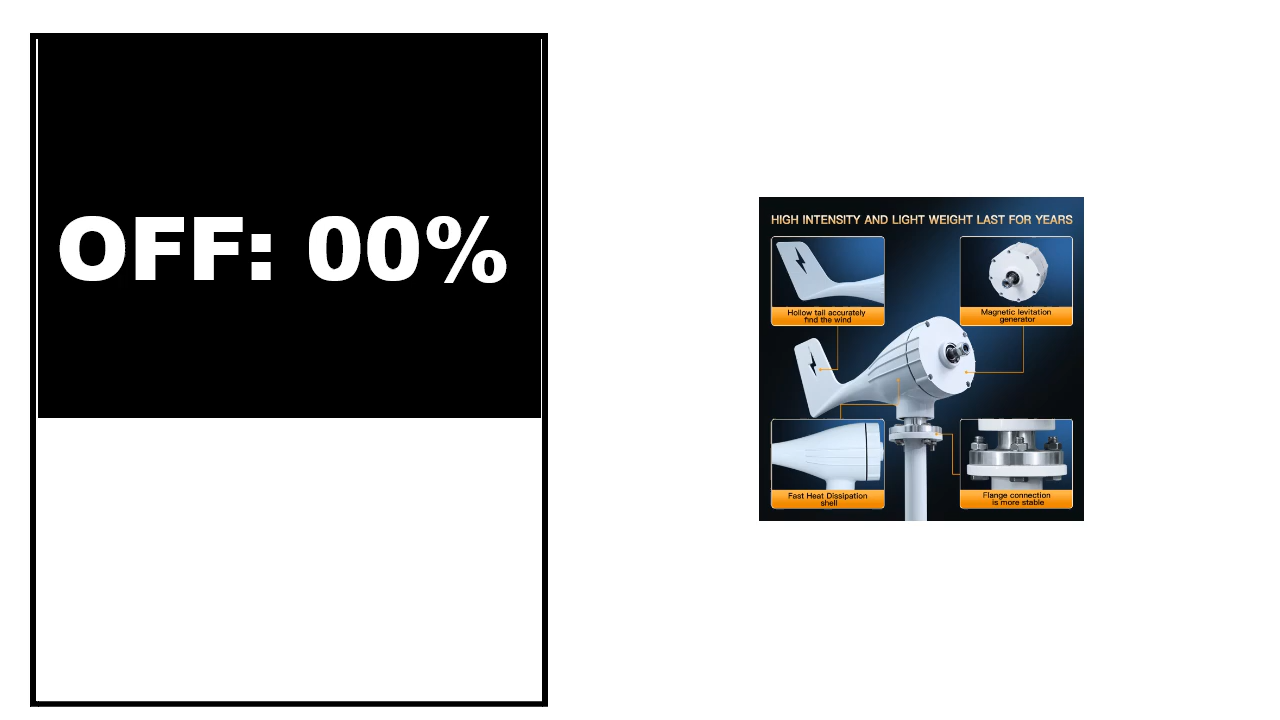 OFF: 00%
HIGH INTENSITY AND LIGHT WEIGHT LAST FOR YEARS
Hollow tail accurately
find the wind
Magnetic levitation
generator
Fast Heat Dissipation
shell
Flange connection
is more stable